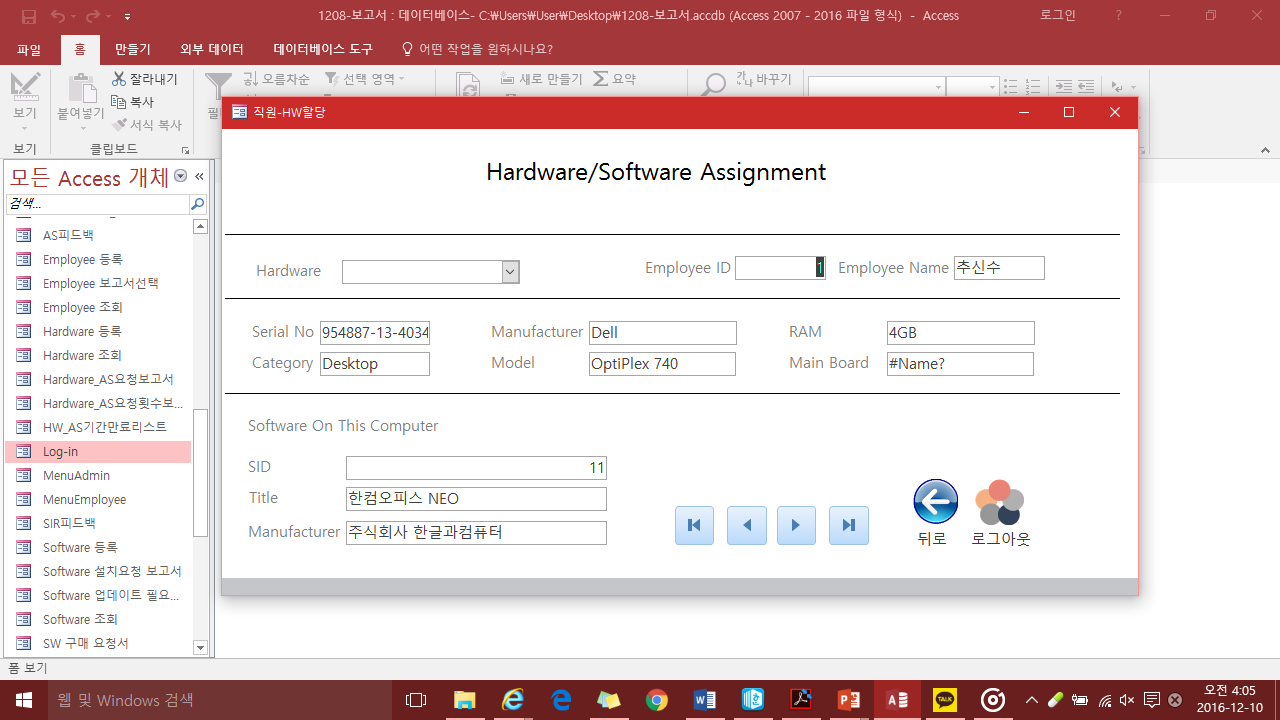 1208-보고서 : 데이터베이스- C:₩Users₩User₩Desktop₩1208-보고서.accdb (Access 2007 - 2016 파일 형식) - Access
로그인
?
파일
홈
만들기
외부 데이터
데이터베이스 도구
어떤 작업을 원하시나요?
보기
붙여넣기
잘라내기
복사
서식 복사
오름차순
선택 영역
새로 만들기
요약
바꾸기
보기
클립보드
모든 Access 개체
검색...
AS피드백
Employee 등록
Employee 보고서선택
Employee 조회
Hardware 등록
Hardware 조회
Hardware_AS요청보고서
Hardware_AS요청횟수보...
HW_AS기간만료리스트
Log-in
MenuAdmin
MenuEmployee
SIR피드백
Software 등록
Software 설치요청 보고서
Software 업데이트 필요...
Software 조회
SW 구매 요청서
직원-HW할당
Hardware/Software Assignment
Hardware
Employee ID 1
Employee Name 추신수
Serial No 954887-13-4034
Manufacturer Dell
RAM 4GB
Category Desktop
Model OptiPlex 740
Main Board #Name?
Software On This Computer
SID 11
Title 한컴오피스 NEO
Manufacturer 주식회사 한글과컴퓨터
뒤로
로그아웃
폼 보기
웹 및 Windows 검색
TALK
오전 4:05
2016-12-10